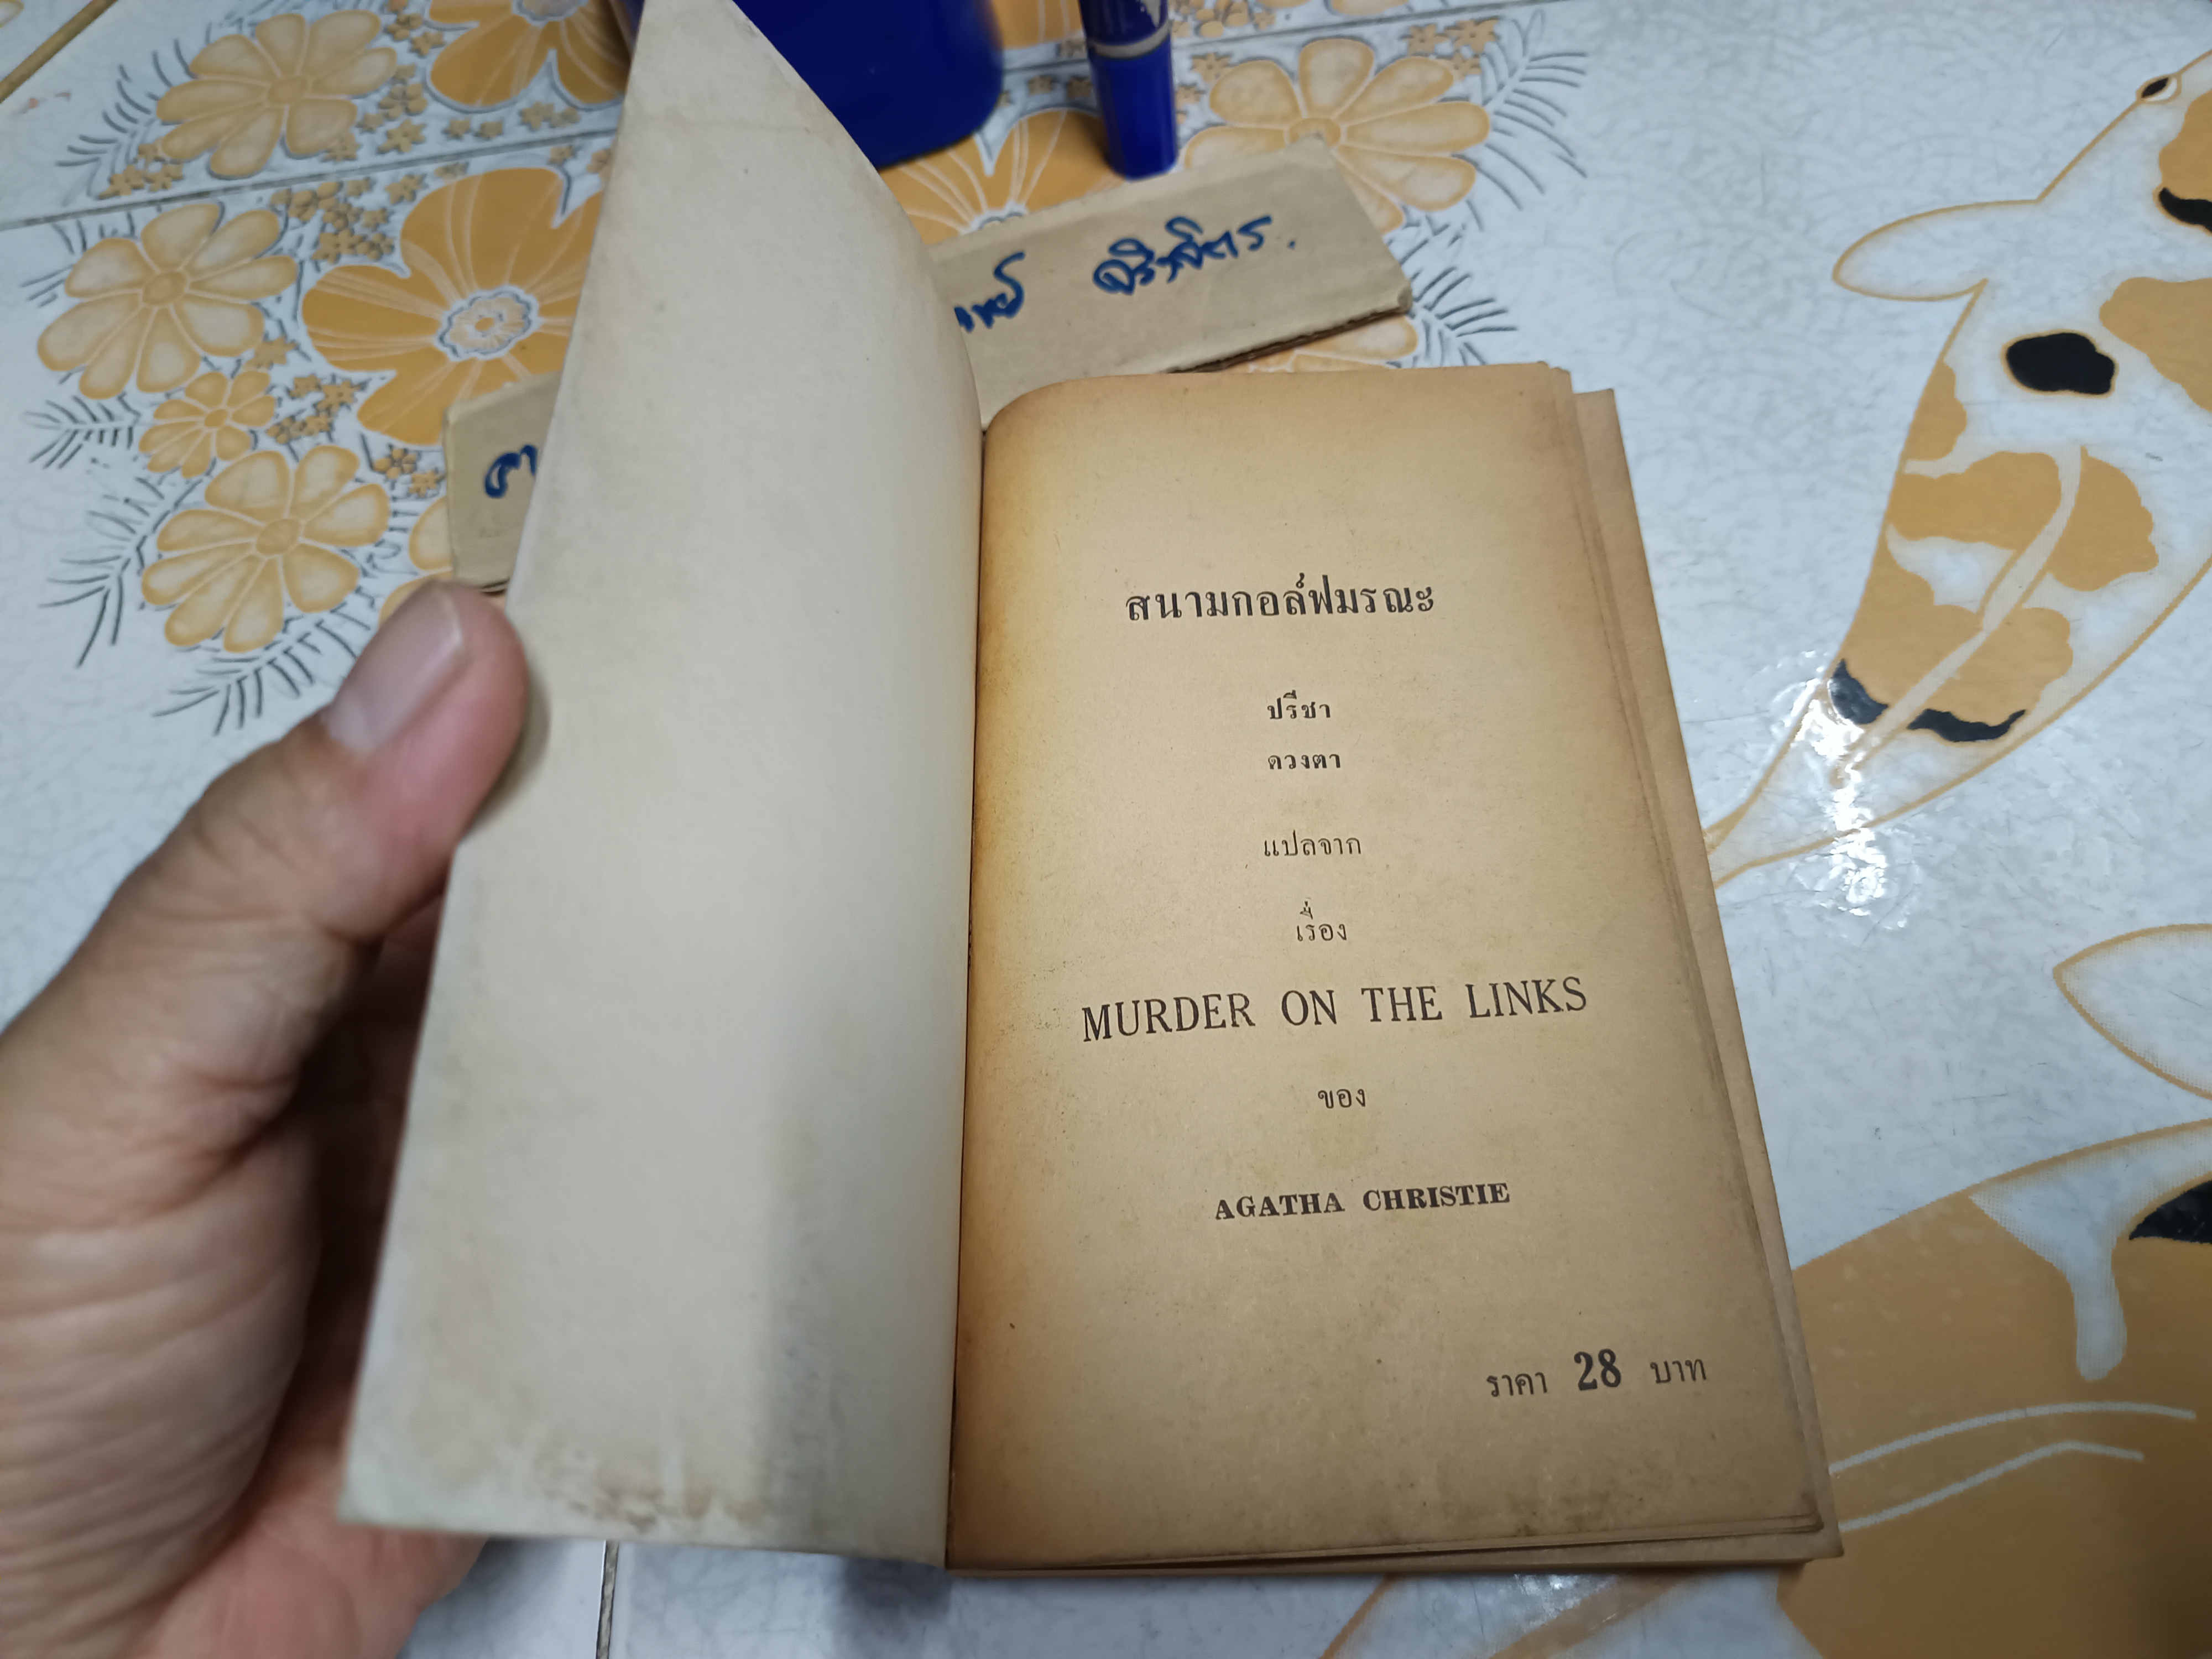 สนามกอล์ฟมรณะ
ปรีชา
ดวงตา
แปลจาก
เรื่อง
MURDER ON THE LINKS
ของ
AGATHA CHRISTIE
ราคา 28 บาท